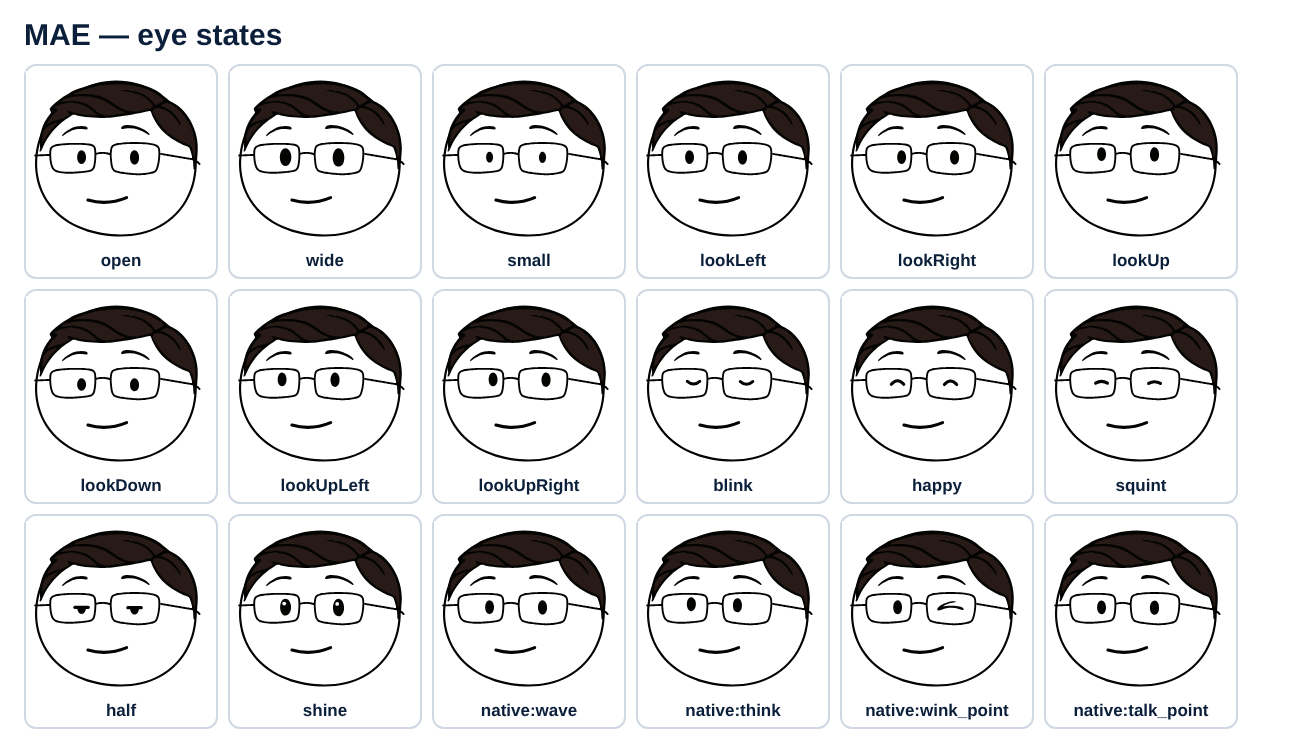 MAE — eye states
open
wide
small
lookLeft
lookRight
lookUp
lookDown
lookUpLeft
lookUpRight
blink
happy
squint
half
shine
native:wave
native:think
native:wink_point
native:talk_point